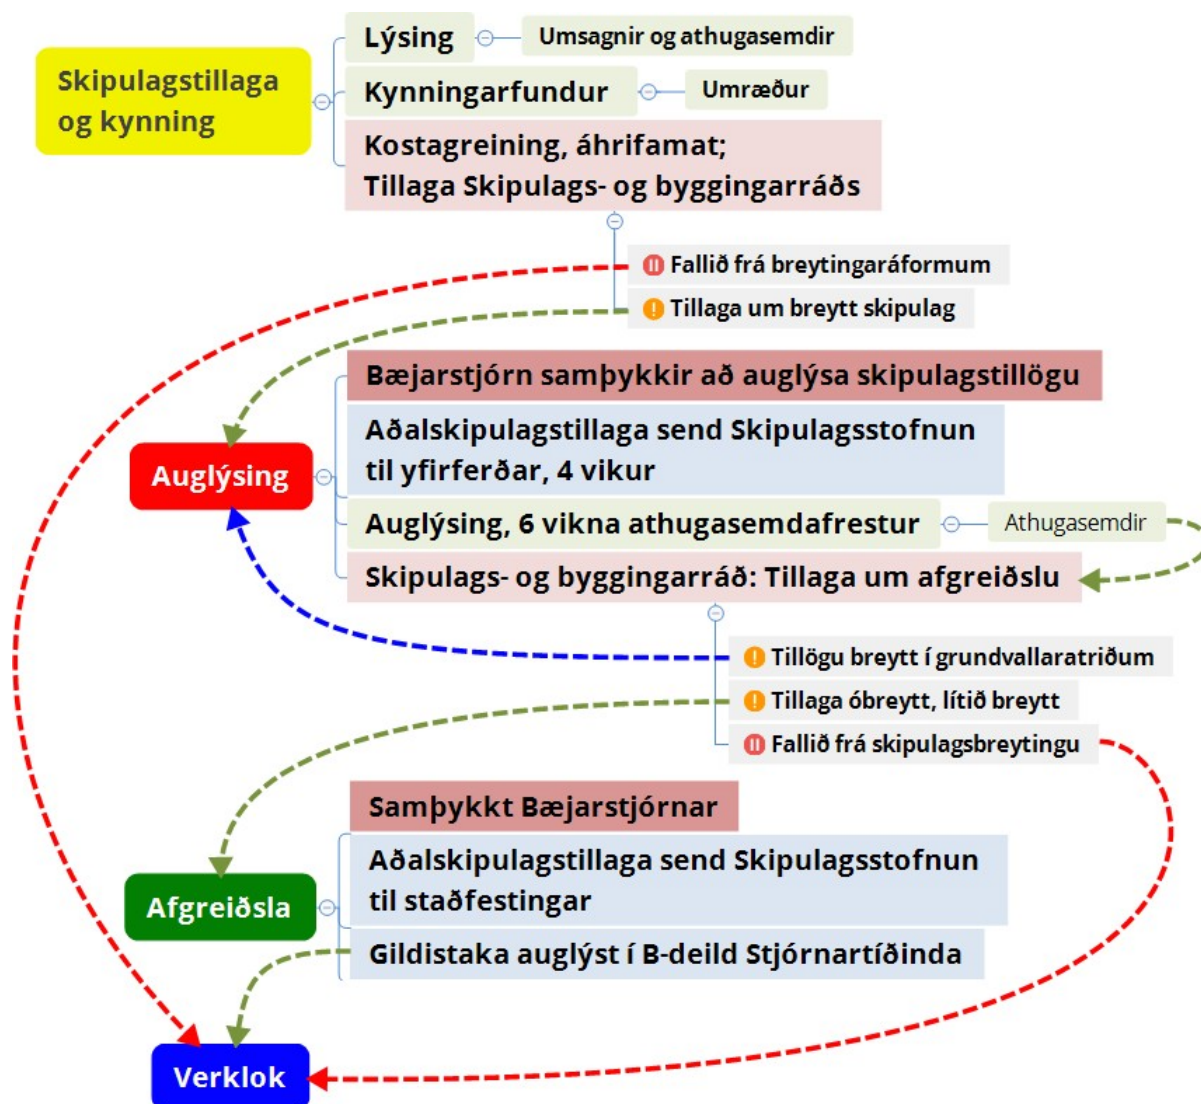 Skipulagstillaga
og kynning
Lýsing
Umsagnir og athugasemdir
Kynningarfundur
Umræður
Kostagreining, áhrifamat;
Tillaga Skipulags- og byggingarráðs
Fallið frá breytingaráformum
Tillaga um breytt skipulag
Auglýsing
Bæjarstjórn samþykkir að auglýsa skipulagstillögu
Aðalskipulagstillaga send Skipulagsstofnun
til yfirferðar, 4 vikur
Auglýsing, 6 vikna athugasemdafrestur
Athugasemdir
Skipulags- og byggingarráð: Tillaga um afgreiðslu
Tillögu breytt í grundvallaratriðum
Tillaga óbreytt, lítið breytt
Fallið frá skipulagsbreytingu
Afgreiðsla
Samþykkt Bæjarstjórnar
Aðalskipulagstillaga send Skipulagsstofnun
til staðfestingar
Gildistaka auglýst í B-deild Stjórnartíðinda
Verklok